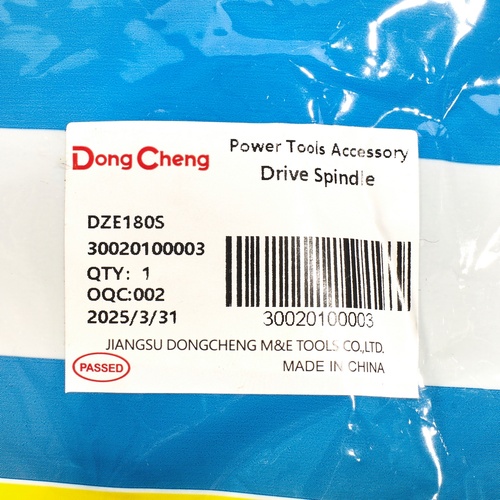 Dong Cheng
Power Tools Accessory
Drive Spindle
DZE180S
30020100003
QTY: 1
OQC:002
2025/3/31
30020100003
JIANGSU DONGCHENG M&E TOOLS CO.,LTD.
PASSED
MADE IN CHINA